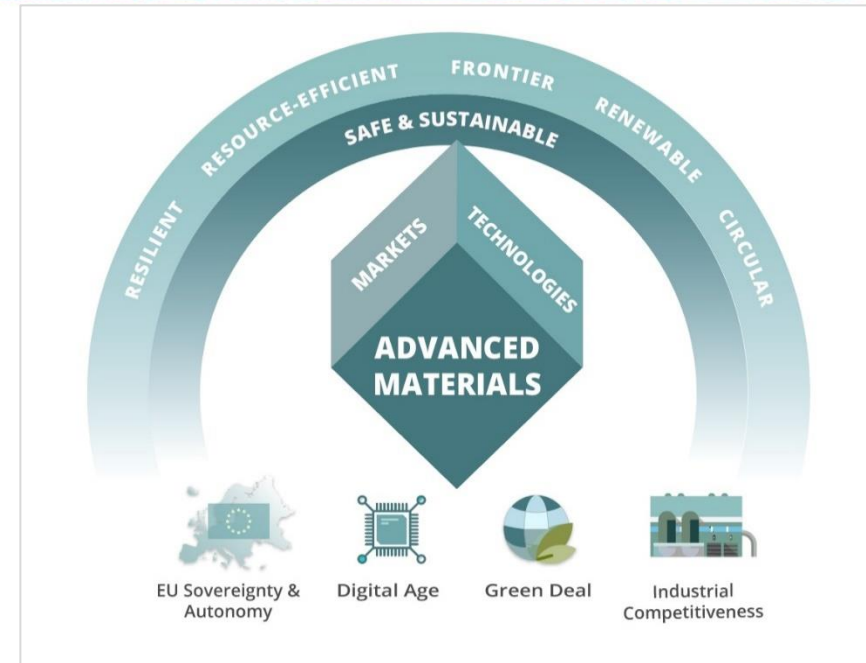 RESILIENT
RESOURCE-EFFICIENT
FRONTIER
RENEWABLE
CIRCULAR
SAFE & SUSTAINABLE
MARKETS
TECHNOLOGIES
ADVANCED
MATERIALS
EU Sovereignty &
Autonomy
Digital Age
Green Deal
Industrial
Competitiveness